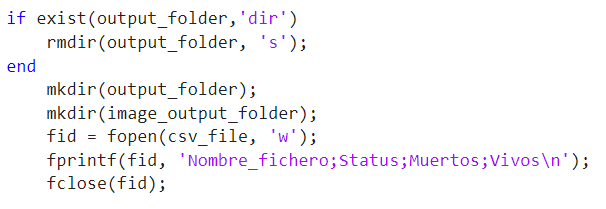 if exist(output_folder,'dir')
    rmdir(output_folder, 's');
end
    mkdir(output_folder);
    mkdir(image_output_folder);
    fid = fopen(csv_file, 'w');
    fprintf(fid, 'Nombre_fichero;Status;Muertos;Vivos\n');
    fclose(fid);